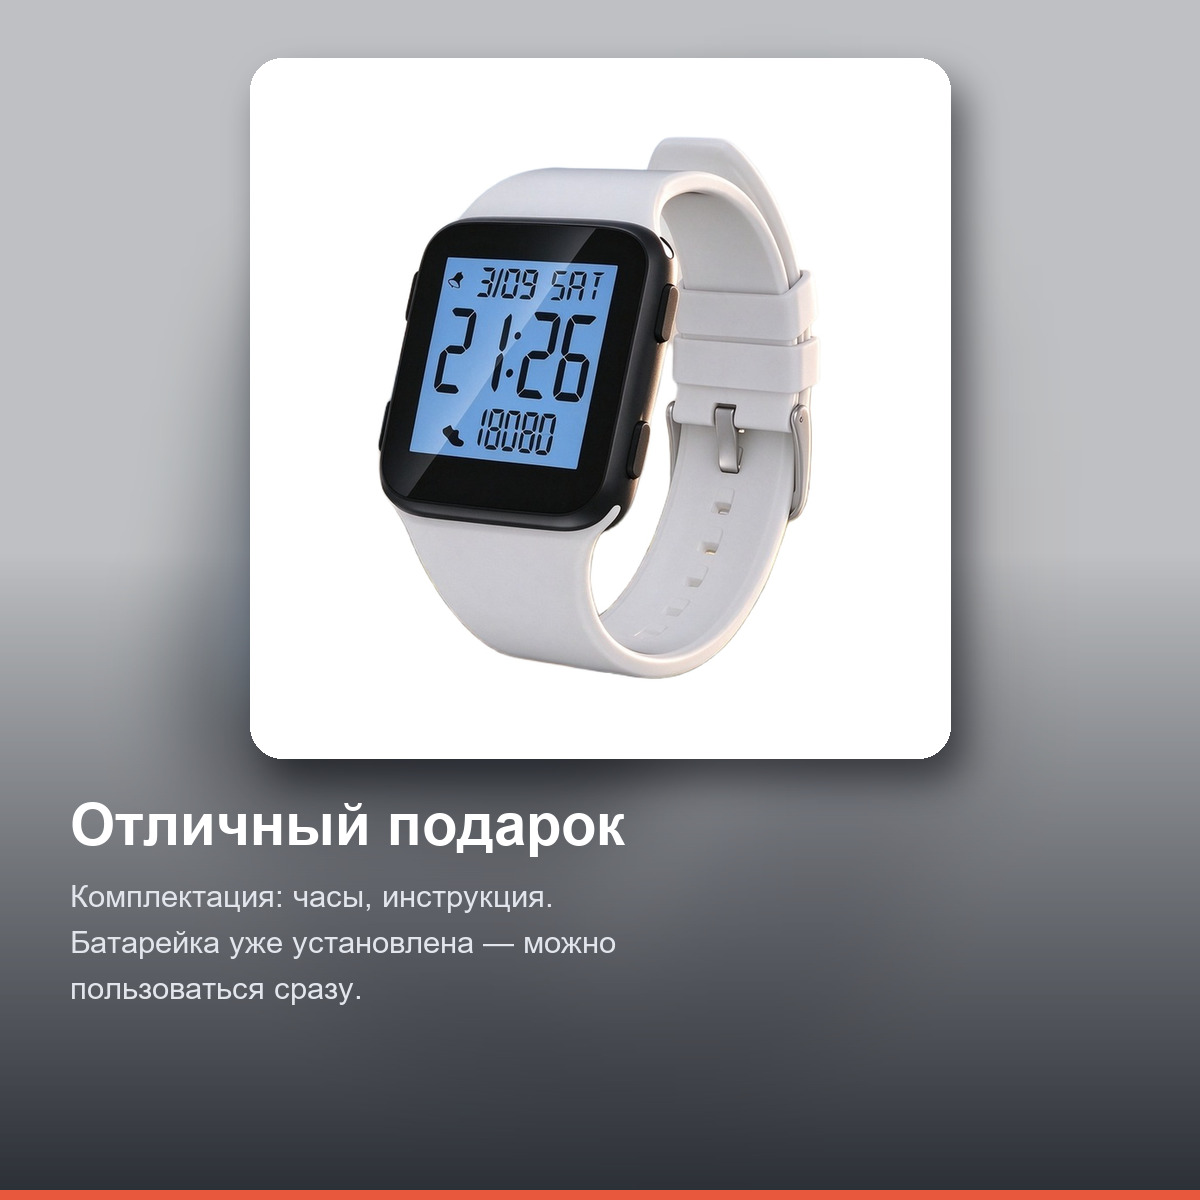 3/09 SAT
21:26
18080
Отличный подарок
Комплектация: часы, инструкция.
Батарейка уже установлена — можно
пользоваться сразу.